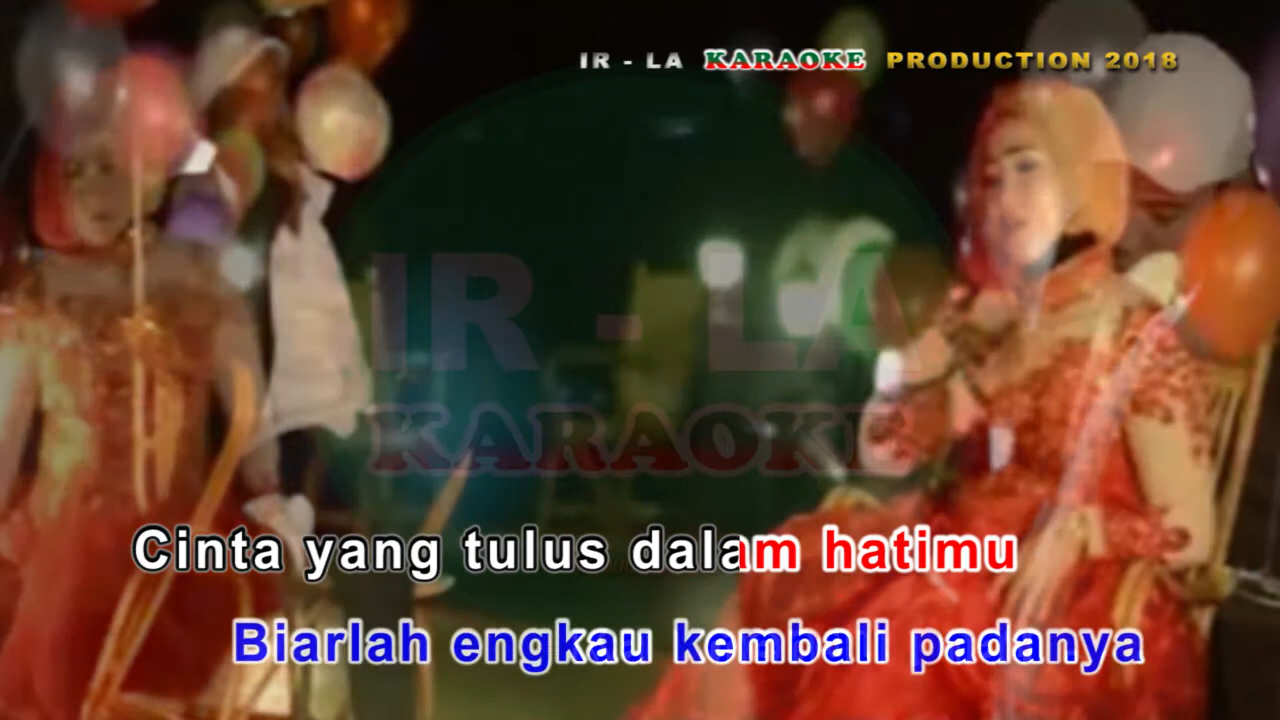 IR - LA KARAOKE PRODUCTION 2018
IR - LA
KARAOKE
Cinta yang tulus dalam hatimu
Biarlah engkau kembali padanya